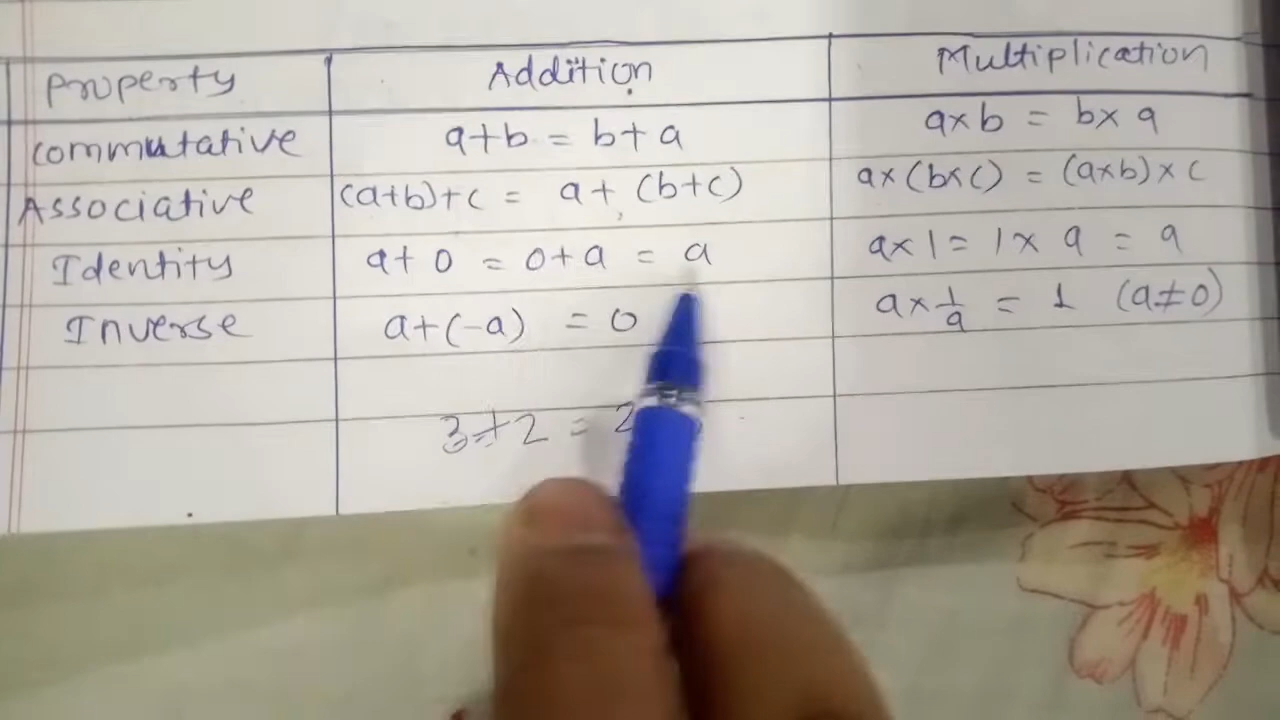 Property Addition Multiplication
Commutative a+b = b+a a×b = b×a
Associative (a+b)+c = a+(b+c) a×(b×c) = (a×b)×c
Identity a+0 = 0+a = a a×1 = 1×a = a
Inverse a+(-a) = 0 a×1/a = 1 (a≠0)
3+2 = 2